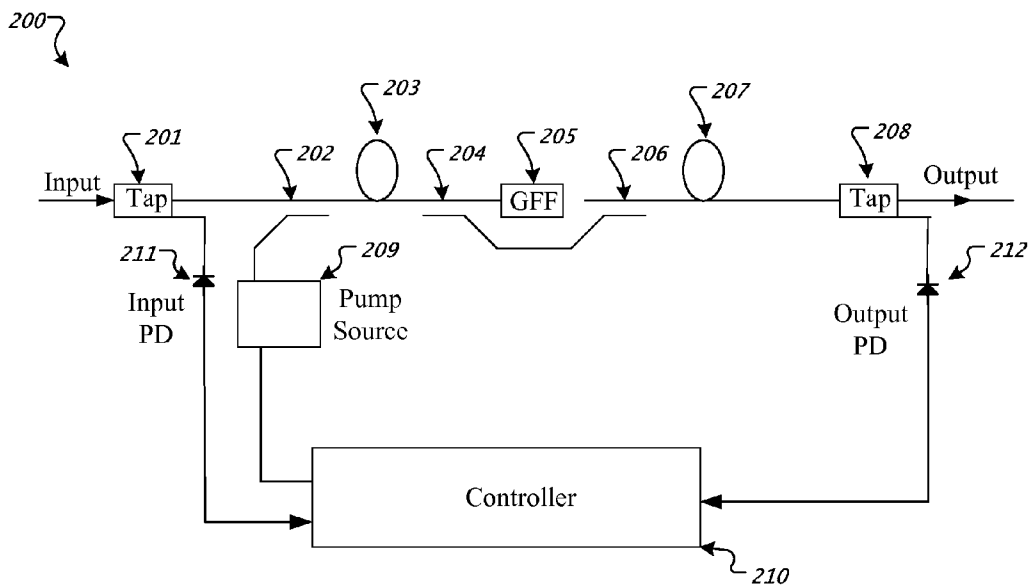 200
203
207
201
202
204
205
206
208
Input
Tap
GFF
Tap
Output
211
209
212
Input
PD
Pump
Source
Output
PD
Controller
210